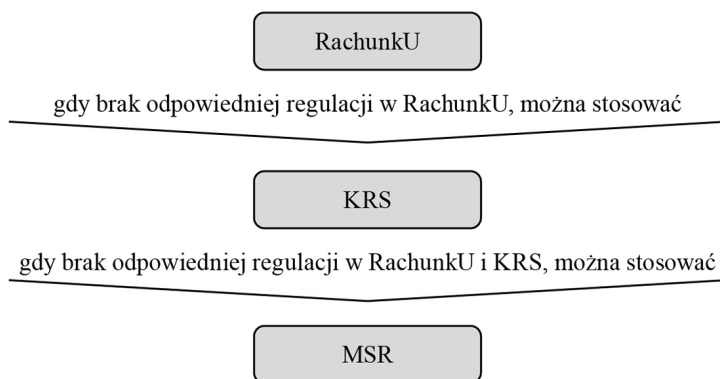 RachunkU
gdy brak odpowiedniej regulacji w RachunkU, można stosować
KRS
gdy brak odpowiedniej regulacji w RachunkU i KRS, można stosować
MSR